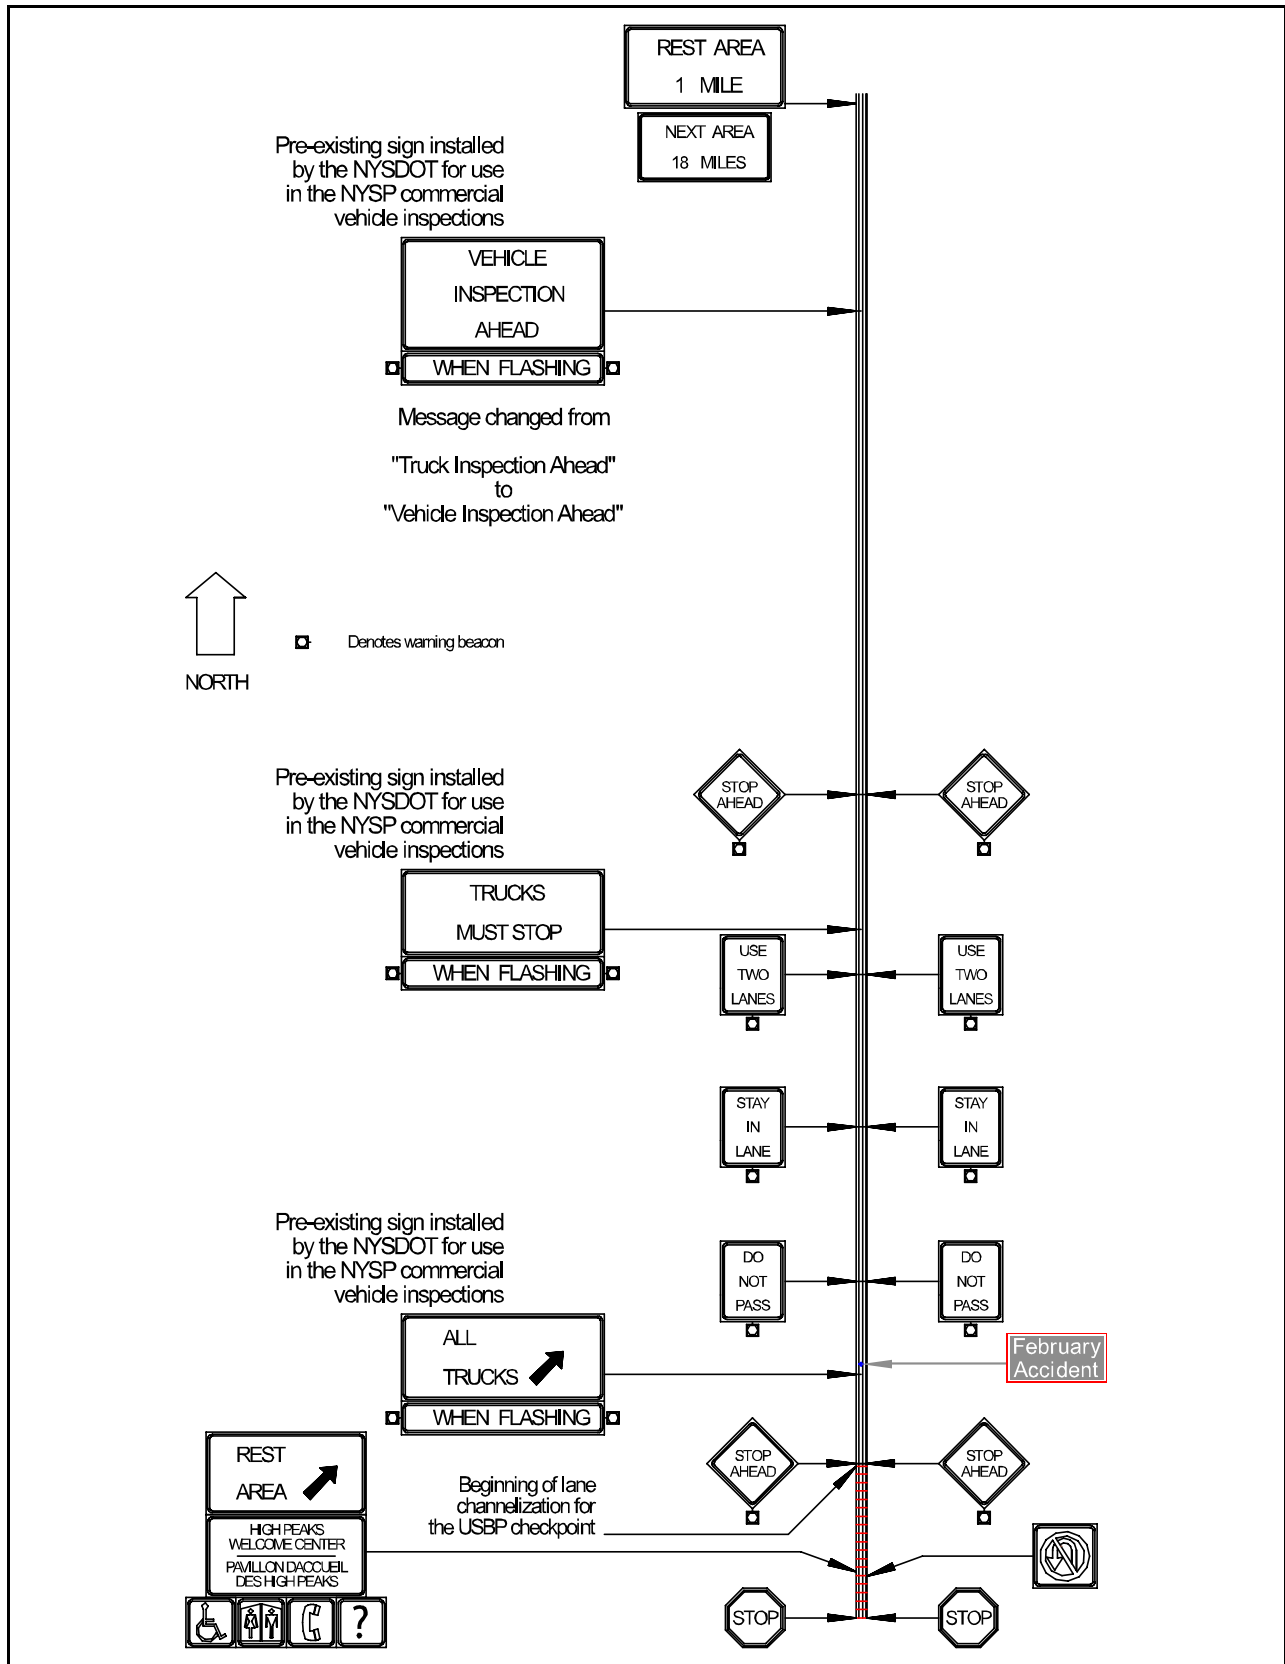 REST AREA
1 MILE
NEXT AREA
18 MILES
Pre-existing sign installed
by the NYSDOT for use
in the NYSP commercial
vehicle inspections
VEHICLE
INSPECTION
AHEAD
WHEN FLASHING
Message changed from
"Truck Inspection Ahead"
to
"Vehicle Inspection Ahead"
NORTH
Denotes warning beacon
STOP
AHEAD
STOP
AHEAD
Pre-existing sign installed
by the NYSDOT for use
in the NYSP commercial
vehicle inspections
TRUCKS
MUST STOP
WHEN FLASHING
USE
TWO
LANES
USE
TWO
LANES
STAY
IN
LANE
STAY
IN
LANE
Pre-existing sign installed
by the NYSDOT for use
in the NYSP commercial
vehicle inspections
DO
NOT
PASS
DO
NOT
PASS
ALL
TRUCKS
WHEN FLASHING
February
Accident
REST
AREA
HIGH PEAKS
WELCOME CENTER
PAVILLON DACCUEIL
DES HIGH PEAKS
?
Beginning of lane
channelization for
the USBP checkpoint
STOP
AHEAD
STOP
AHEAD
STOP
STOP